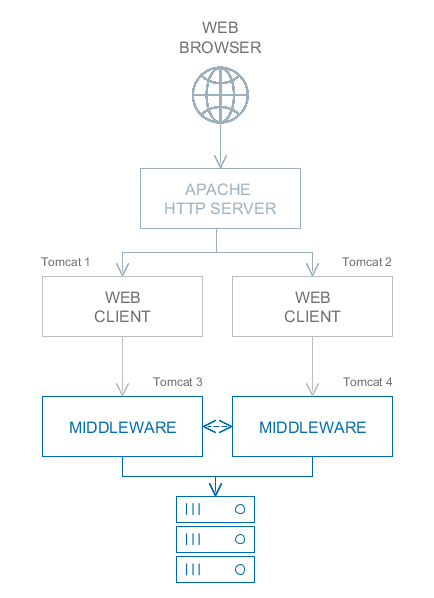 WEB
BROWSER
APACHE
HTTP SERVER
Tomcat 1
Tomcat 2
WEB
CLIENT
WEB
CLIENT
Tomcat 3
Tomcat 4
MIDDLEWARE
MIDDLEWARE